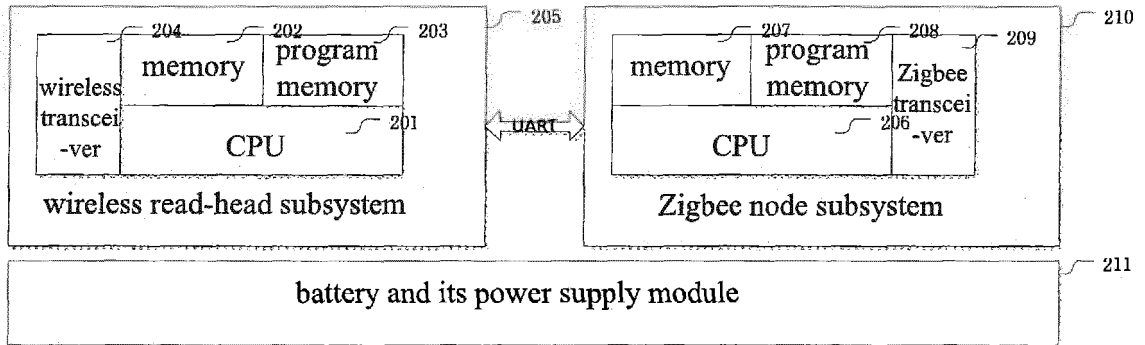 205
210
204
202
203
memory
program
memory
wireless
transcei
-ver
201
CPU
wireless read-head subsystem
UART
207
208
209
memory
program
memory
Zigbee
transcei
-ver
206
CPU
Zigbee node subsystem
211
battery and its power supply module